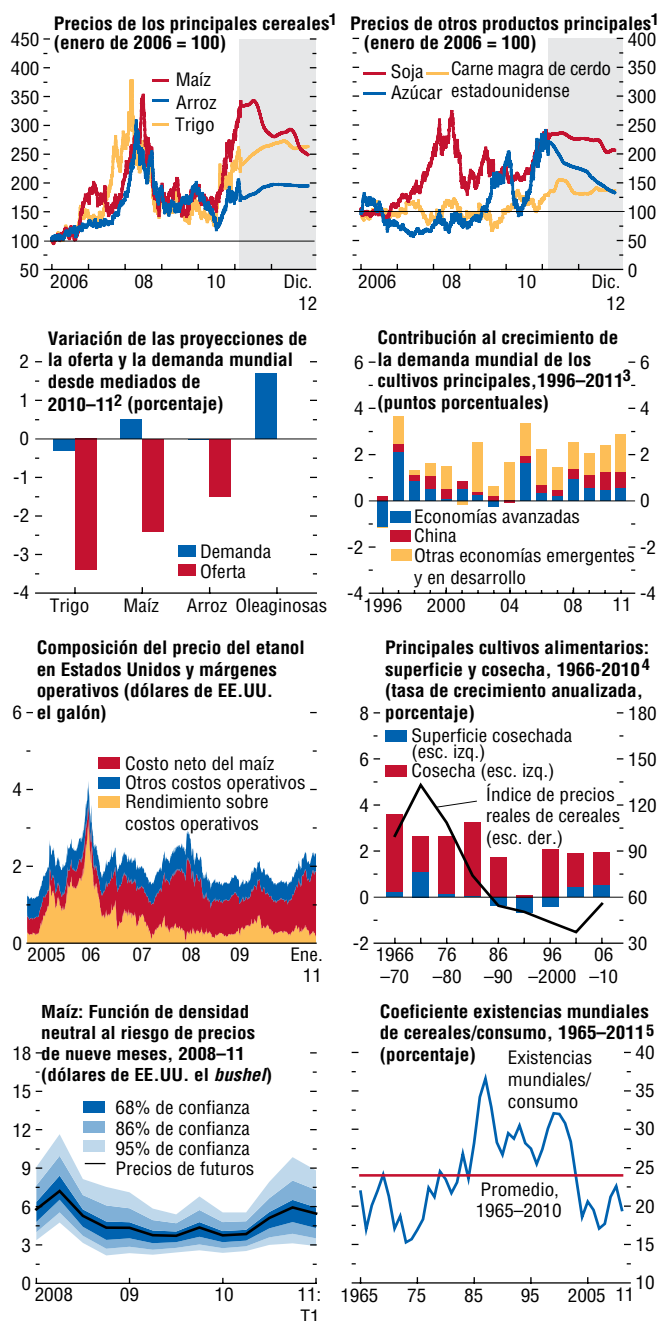 Precios de los principales cereales1
(enero de 2006 = 100)
450
400
350
300
250
200
150
100
50
Maíz
Arroz
Trigo
2006 08 10 Dic.
12
Precios de otros productos principales1
(enero de 2006 = 100)
400
350
300
250
200
150
100
50
0
Soja
Azúcar
Carne magra de cerdo
estadounidense
2006 08 10 Dic.
12
Variación de las proyecciones de
la oferta y la demanda mundial
desde mediados de
2010–112 (porcentaje)
2
1
0
-1
-2
-3
-4
Demanda
Oferta
Trigo Maíz Arroz Oleaginosas
Contribución al crecimiento de
la demanda mundial de los
cultivos principales,1996–20113
(puntos porcentuales)
6 6
4 4
2 2
0 0
-2 -2
-4 -4
Economías avanzadas
China
Otras economías emergentes
y en desarrollo
1996 2000 04 08 11
Composición del precio del etanol
en Estados Unidos y márgenes
operativos (dólares de EE.UU.
el galón)
6
4
2
0
Costo neto del maíz
Otros costos operativos
Rendimiento sobre
costos operativos
2005 06 07 08 09 Ene.
11
Principales cultivos alimentarios:
superficie y cosecha, 1966-20104
(tasa de crecimiento anualizada,
porcentaje)
8 180
6 150
4 120
2 90
0 60
-2 30
Superficie cosechada
(esc. izq.)
Cosecha (esc. izq.)
Índice de precios
reales de cereales
(esc. der.)
1966 76 86 96 06
–70 –80 –90 –2000 –10
Maíz: Función de densidad
neutral al riesgo de precios
de nueve meses, 2008–11
(dólares de EE.UU. el bushel)
18
15
12
9
6
3
0
68% de confianza
86% de confianza
95% de confianza
Precios de futuros
2008 09 10 11:
T1
Coeficiente existencias mundiales
de cereales/consumo, 1965–20115
(porcentaje)
Existencias
mundiales/
consumo
40
35
30
25
20
15
10
Promedio,
1965–2010
1965 75 85 95 2005 11